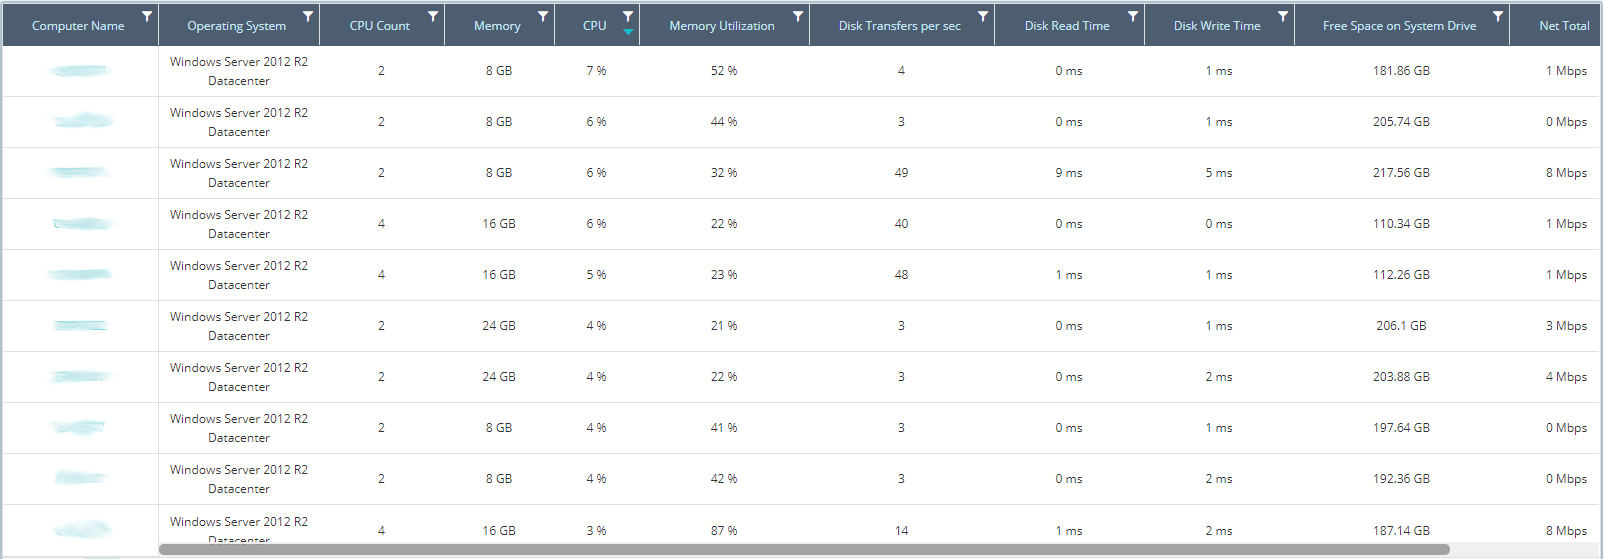 Computer Name Operating System CPU Count Memory CPU Memory Utilization Disk Transfers per sec Disk Read Time Disk Write Time Free Space on System Drive Net Total
Windows Server 2012 R2
Datacenter 2 8 GB 7 % 52 % 4 0 ms 1 ms 181.86 GB 1 Mbps
Windows Server 2012 R2
Datacenter 2 8 GB 6 % 44 % 3 0 ms 1 ms 205.74 GB 0 Mbps
Windows Server 2012 R2
Datacenter 2 8 GB 6 % 32 % 49 9 ms 5 ms 217.56 GB 8 Mbps
Windows Server 2012 R2
Datacenter 4 16 GB 6 % 22 % 40 0 ms 0 ms 110.34 GB 1 Mbps
Windows Server 2012 R2
Datacenter 4 16 GB 5 % 23 % 48 1 ms 1 ms 112.26 GB 1 Mbps
Windows Server 2012 R2
Datacenter 2 24 GB 4 % 21 % 3 0 ms 1 ms 206.1 GB 3 Mbps
Windows Server 2012 R2
Datacenter 2 24 GB 4 % 22 % 3 0 ms 2 ms 203.88 GB 4 Mbps
Windows Server 2012 R2
Datacenter 2 8 GB 4 % 41 % 3 0 ms 1 ms 197.64 GB 0 Mbps
Windows Server 2012 R2
Datacenter 2 8 GB 4 % 42 % 3 0 ms 2 ms 192.36 GB 0 Mbps
Windows Server 2012 R2
Datacenter 4 16 GB 3 % 87 % 14 1 ms 2 ms 187.14 GB 8 Mbps